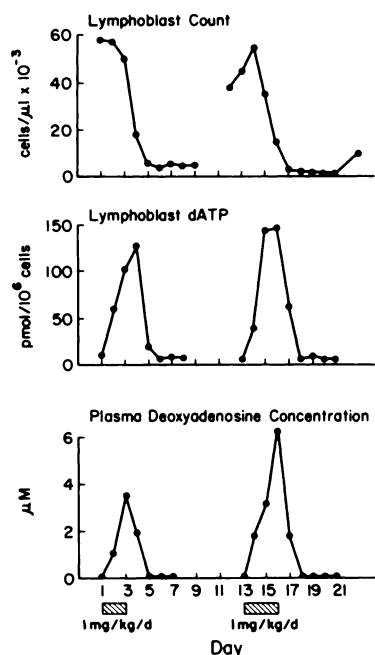 Lymphoblast Count
cells/μl x 10⁻³
60
40
20
0
Lymphoblast dATP
pmol/10⁶ cells
150
100
50
0
Plasma Deoxyadenosine Concentration
μM
6
4
2
0
1 3 5 7 9 11 13 15 17 19 21
1mg/kg/d 1mg/kg/d
Day